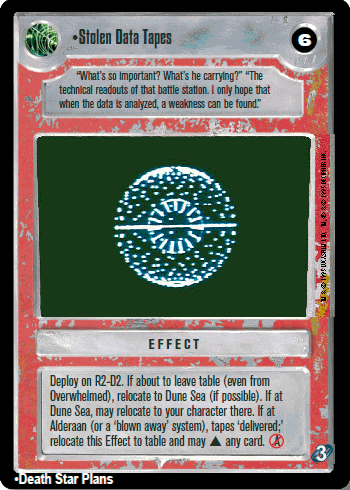 •Stolen Data Tapes
6
“What's so important? What's he carrying?” “The
technical readouts of that battle station. I only hope that
when the data is analyzed, a weakness can be found.”
EFFECT
Deploy on R2-D2. If about to leave table (even from
Overwhelmed), relocate to Dune Sea (if possible). If at
Dune Sea, may relocate to your character there. If at
Alderaan (or a ‘blown away’ system), tapes ‘delivered;’
relocate this Effect to table and may ▲ any card. A
3
•Death Star Plans